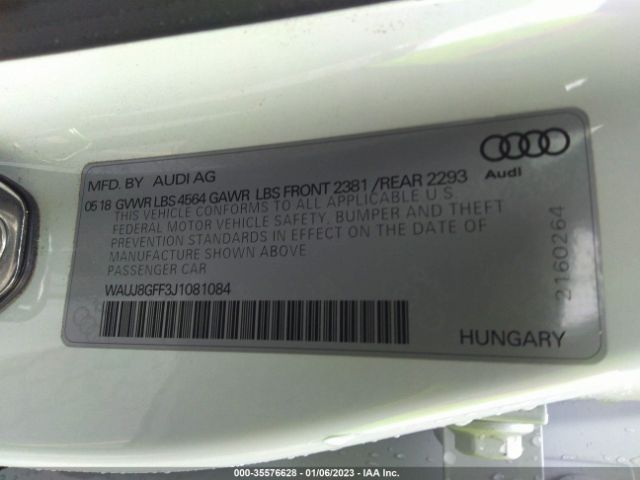 MFD. BY AUDI AG
05 18 GVWR LBS 4564 GAWR LBS FRONT 2381 / REAR 2293
THIS VEHICLE CONFORMS TO ALL APPLICABLE U S
FEDERAL MOTOR VEHICLE SAFETY, BUMPER AND THEFT
PREVENTION STANDARDS IN EFFECT ON THE DATE OF
MANUFACTURE SHOWN ABOVE
PASSENGER CAR
WAUJ8GFF3J1081084
Audi
2160264
HUNGARY
000-35576628 - 01/06/2023 - IAA Inc.